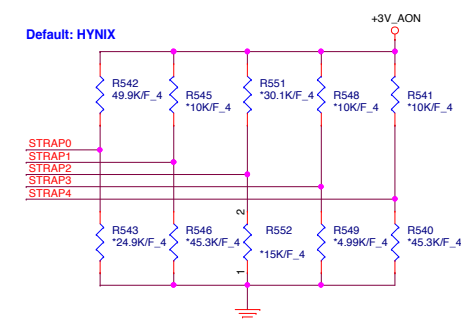 +3V_AON
Default: HYNIX
R542
49.9K/F_4
R545
*10K/F_4
R551
*30.1K/F_4
R548
*10K/F_4
R541
*10K/F_4
STRAP0
STRAP1
STRAP2
STRAP3
STRAP4
R543
*24.9K/F_4
R546
*45.3K/F_4
2
R552
*15K/F_4
1
R549
*4.99K/F_4
R540
*45.3K/F_4